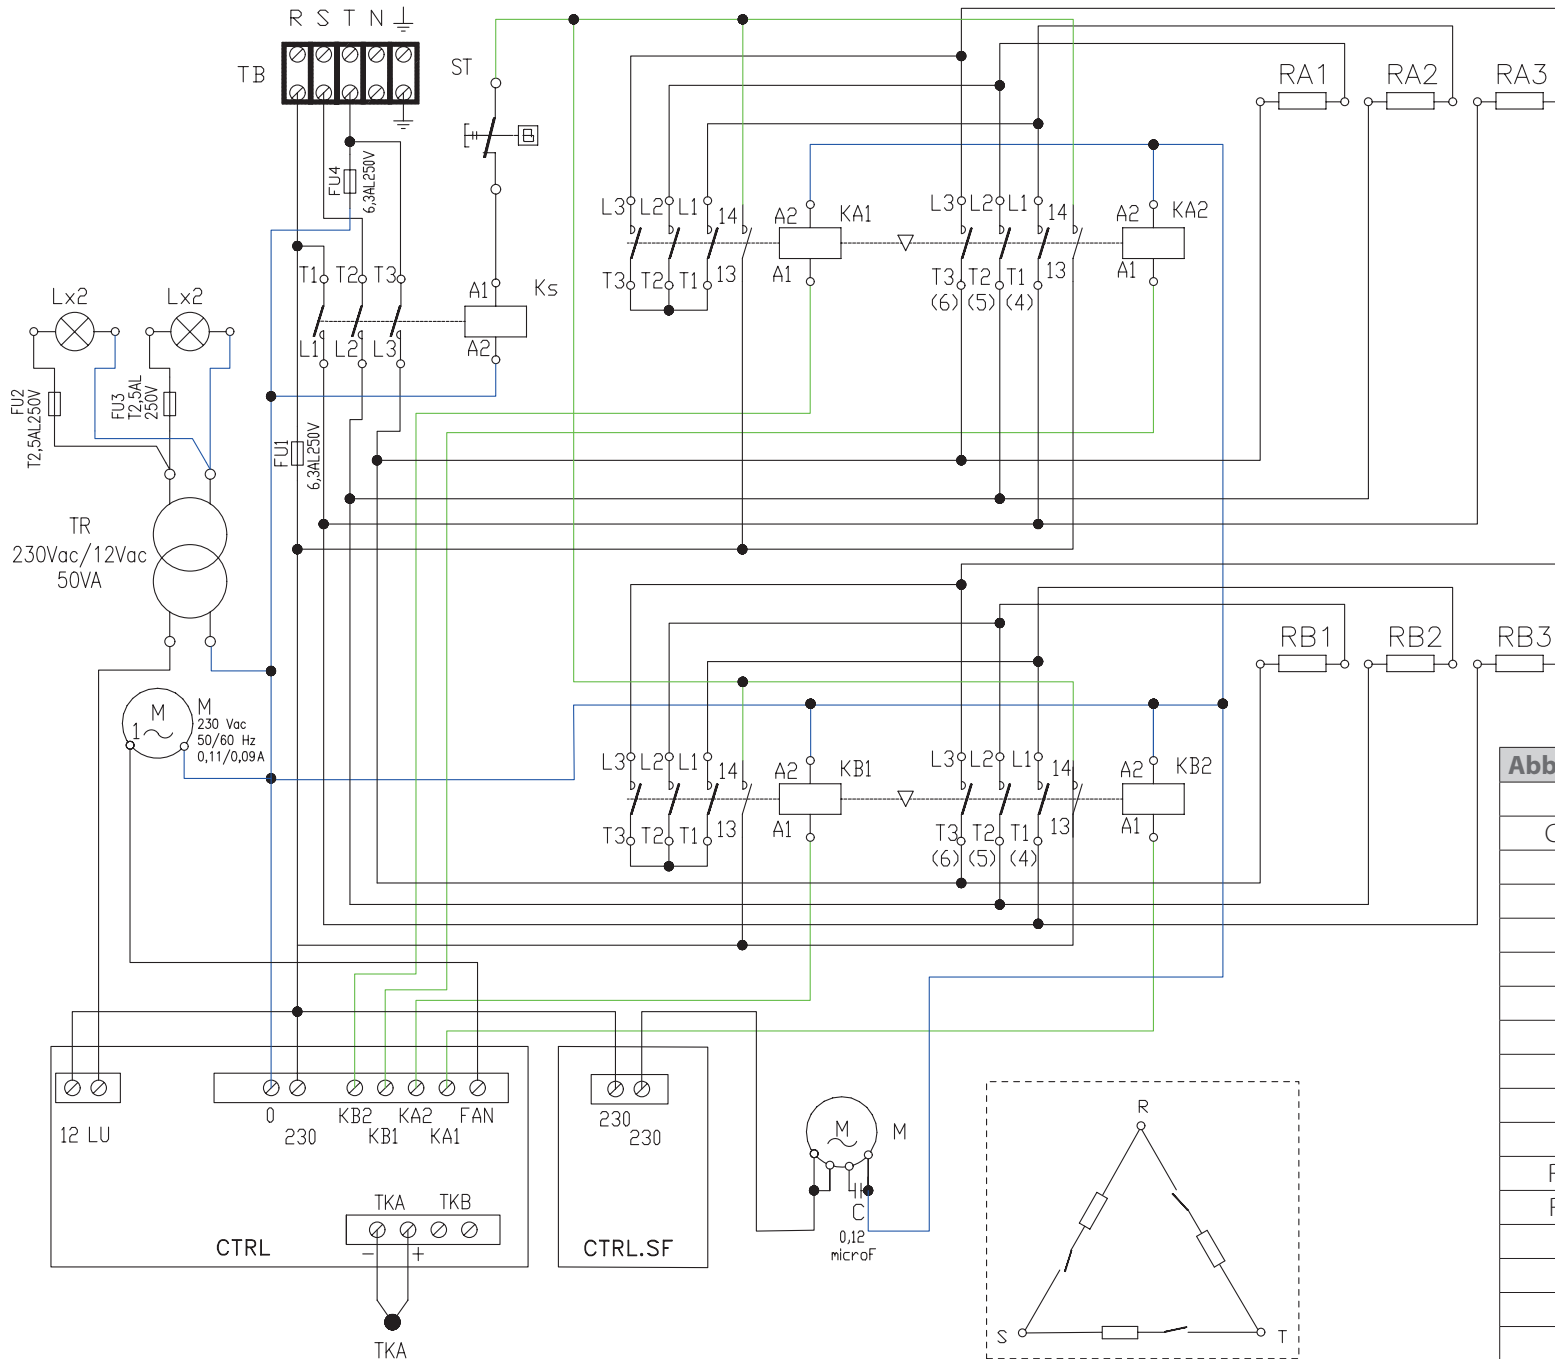 R S T N
TB
ST
FU4
6,3AL250V
RA1
RA2
RA3
L3 L2 L1 14
A2 KA1
A1
T3 T2 T1 13
L3 L2 L1 14
A2 KA2
A1
T3 T2 T1 13
(6) (5) (4)
T1 T2 T3
L1 L2 L3
A1 Ks
A2
Lx2
Lx2
FU2
T2,5AL250V
FU3
T2,5AL
250V
FU1
6,3AL250V
TR
230Vac/12Vac
50VA
M
1
M
230 Vac
50/60 Hz
0,11/0,09A
RB1
RB2
RB3
L3 L2 L1 14
A2 KB1
A1
T3 T2 T1 13
L3 L2 L1 14
A2 KB2
A1
T3 T2 T1 13
(6) (5) (4)
12 LU
0
230
KB2
KB1
KA2
KA1
FAN
TKA TKB
- +
CTRL
TKA
230
230
CTRL.SF
M
M
C
0,12
microF
R
S
T
Abb